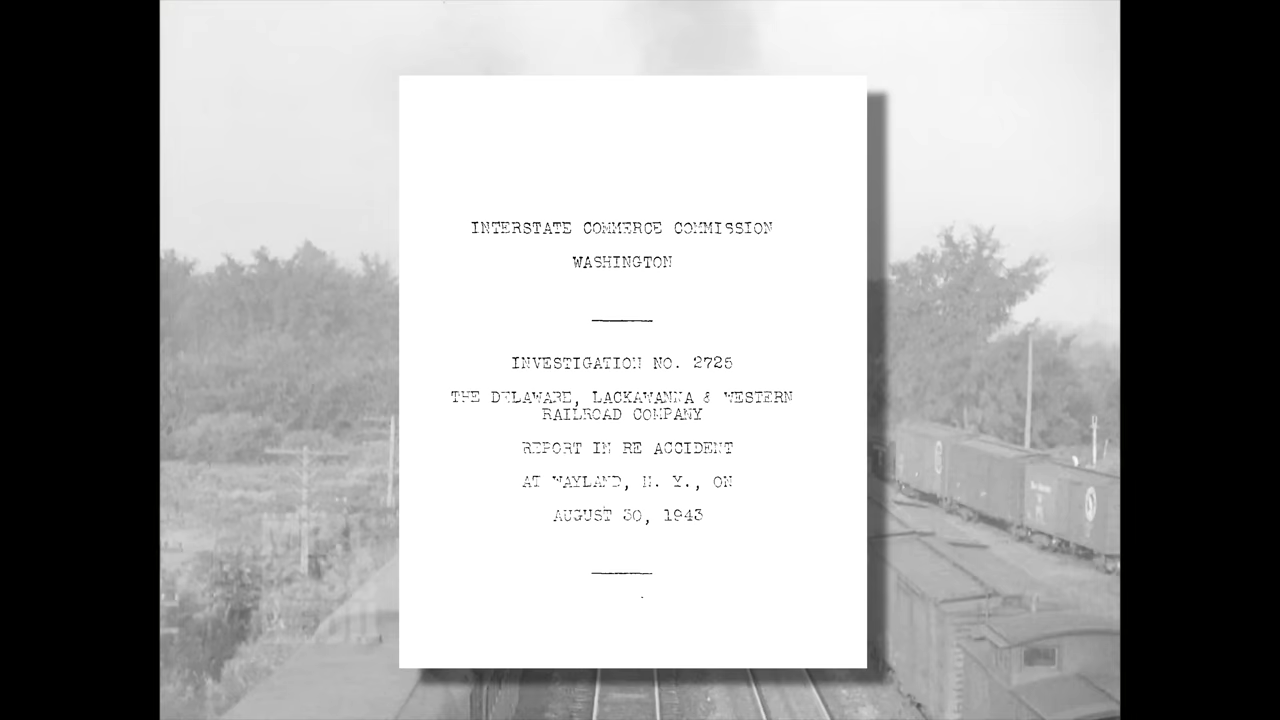 INTERSTATE COMMERCE COMMISSION
WASHINGTON
INVESTIGATION NO. 2725
THE DELAWARE, LACKAWANNA & WESTERN
RAILROAD COMPANY
REPORT IN RE ACCIDENT
AT WAYLAND, N. Y., ON
AUGUST 30, 1943